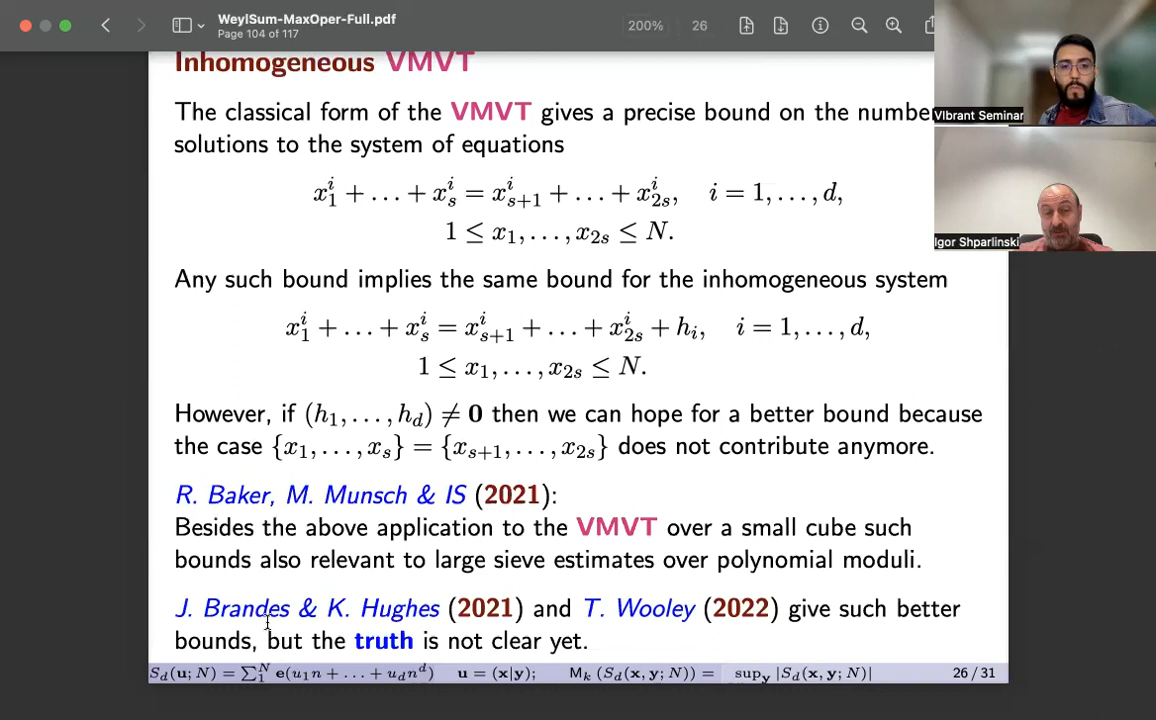 WeylSum-MaxOper-Full.pdf
Page 104 of 117
200%
26
VIbrant Seminar
Igor Shparlinski
Inhomogeneous VMVT
The classical form of the VMVT gives a precise bound on the numbe
solutions to the system of equations
x_1^i + ... + x_s^i = x_{s+1}^i + ... + x_{2s}^i, i = 1, ..., d,
1 ≤ x_1, ..., x_{2s} ≤ N.
Any such bound implies the same bound for the inhomogeneous system
x_1^i + ... + x_s^i = x_{s+1}^i + ... + x_{2s}^i + h_i, i = 1, ..., d,
1 ≤ x_1, ..., x_{2s} ≤ N.
However, if (h_1, ..., h_d) ≠ 0 then we can hope for a better bound because
the case {x_1, ..., x_s} = {x_{s+1}, ..., x_{2s}} does not contribute anymore.
R. Baker, M. Munsch & IS (2021):
Besides the above application to the VMVT over a small cube such
bounds also relevant to large sieve estimates over polynomial moduli.
J. Brandes & K. Hughes (2021) and T. Wooley (2022) give such better
bounds, but the truth is not clear yet.
S_d(u; N) = ∑_1^N e(u_1n + ... + u_dn^d) u = (x|y); M_k (S_d(x, y; N)) = sup_y |S_d(x, y; N)| 26 / 31